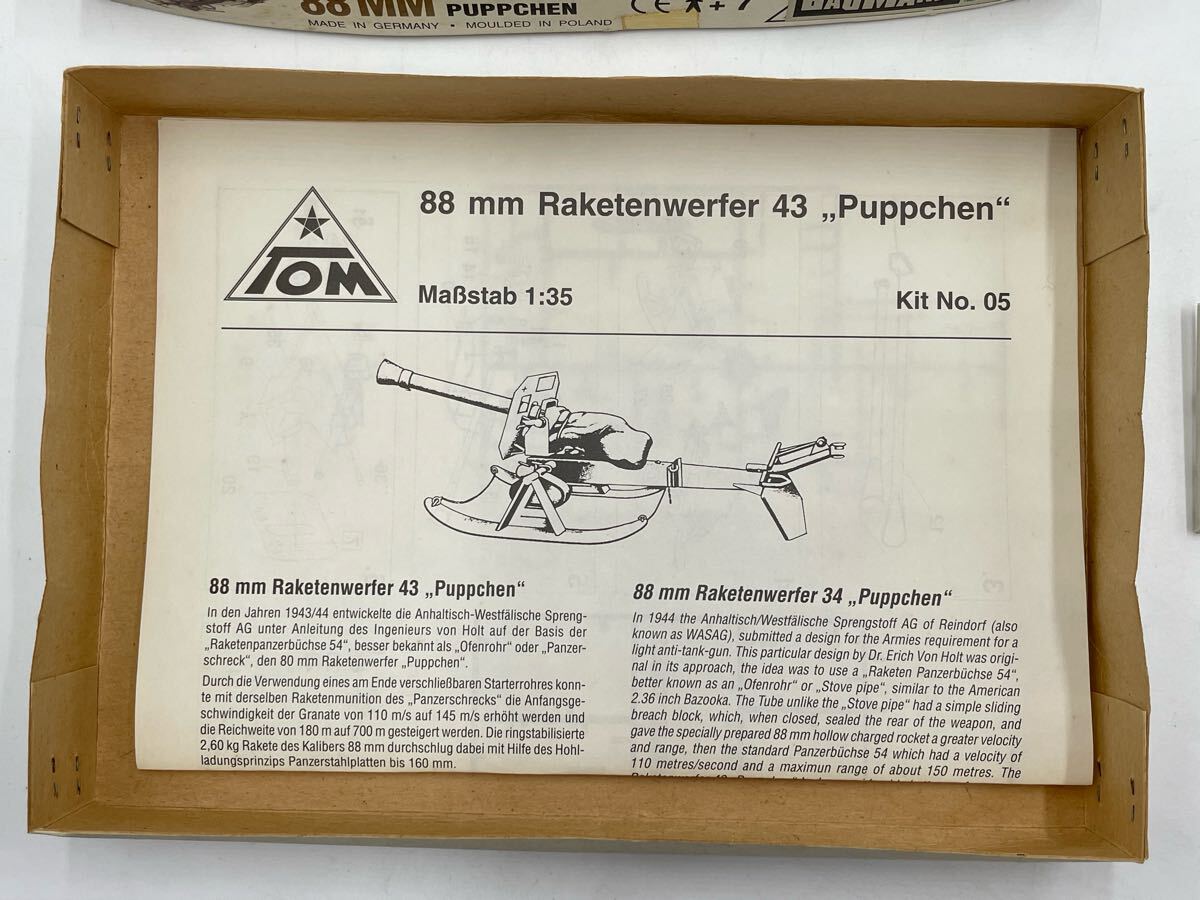 88 MM PUPPCHEN
CE + 7
MADE IN GERMANY • MOULDED IN POLAND
TOM
88 mm Raketenwerfer 43 „Puppchen“
Maßstab 1:35
Kit No. 05
88 mm Raketenwerfer 43 „Puppchen“
In den Jahren 1943/44 entwickelte die Anhaltisch-Westfälische Spreng-
stoff AG unter Anleitung des Ingenieurs von Holt auf der Basis der
„Raketenpanzerbüchse 54“, besser bekannt als „Ofenrohr“ oder „Panzer-
schreck“, den 80 mm Raketenwerfer „Puppchen“.
Durch die Verwendung eines am Ende verschließbaren Starterrohres konn-
te mit derselben Raketenmunition des „Panzerschrecks“ die Anfangsge-
schwindigkeit der Granate von 110 m/s auf 145 m/s erhöht werden und
die Reichweite von 180 m auf 700 m gesteigert werden. Die ringstabilisierte
2,60 kg Rakete des Kalibers 88 mm durchschlug dabei mit Hilfe des Hohl-
ladungsprinzips Panzerstahlplatten bis 160 mm.
88 mm Raketenwerfer 34 „Puppchen“
In 1944 the Anhaltisch/Westfälische Sprengstoff AG of Reindorf (also
known as WASAG), submitted a design for the Armies requirement for a
light anti-tank-gun. This particular design by Dr. Erich Von Holt was origi-
nal in its approach, the idea was to use a „Raketen Panzerbüchse 54“,
better known as an „Ofenrohr“ or „Stove pipe“, similar to the American
2.36 inch Bazooka. The Tube unlike the „Stove pipe“ had a simple sliding
breach block, which, when closed, sealed the rear of the weapon, and
gave the specially prepared 88 mm hollow charged rocket a greater velocity
and range, then the standard Panzerbüchse 54 which had a velocity of
110 metres/second and a maximun range of about 150 metres. The